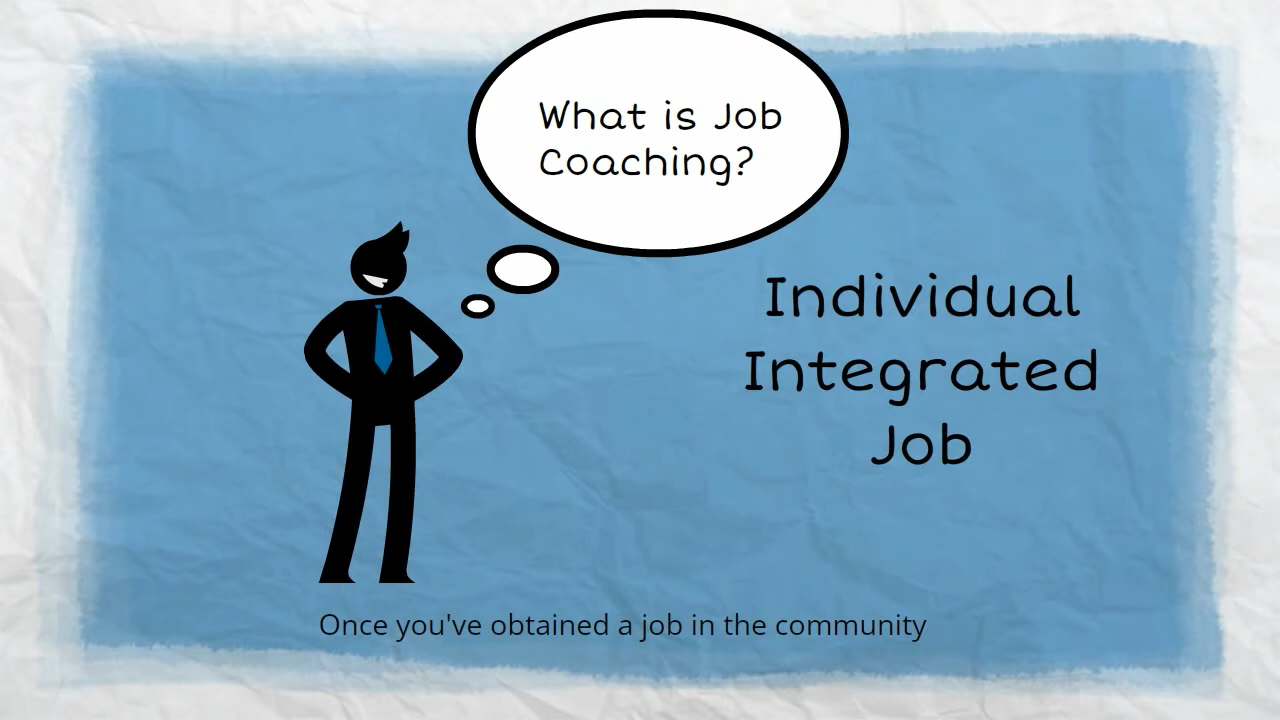 What is Job
Coaching?
Individual
Integrated
Job
Once you've obtained a job in the community